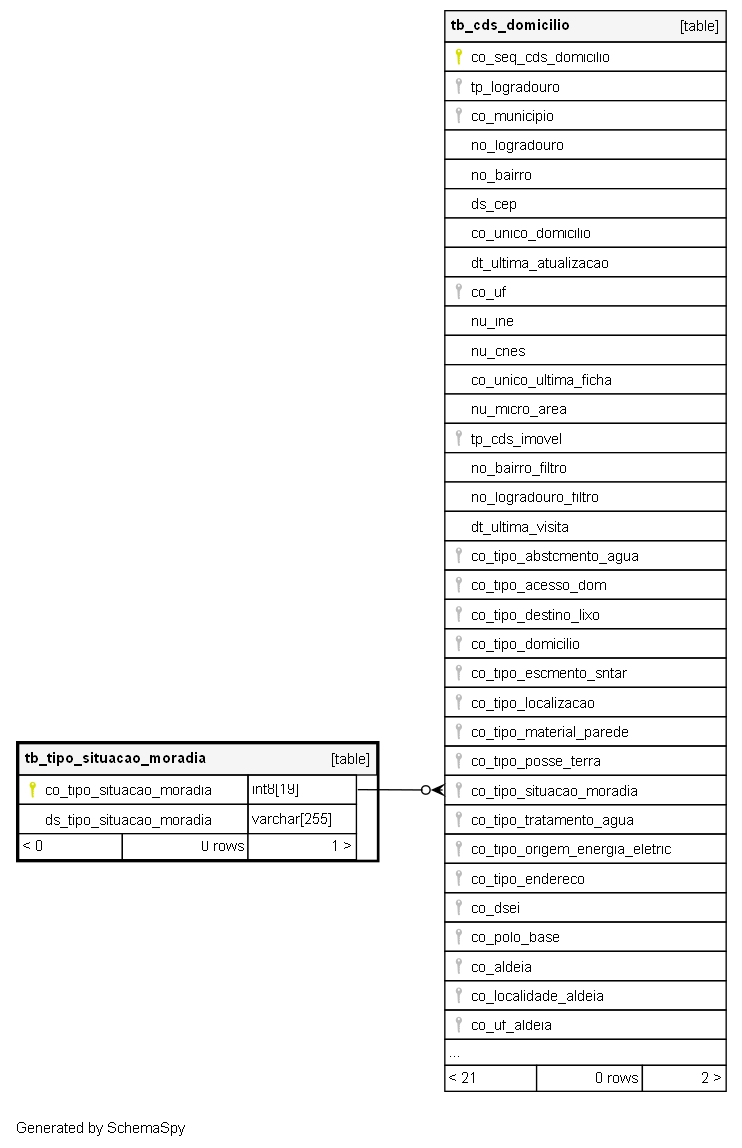 tb_cds_domicilio [table]
co_seq_cds_domicilio
tp_logradouro
co_municipio
no_logradouro
no_bairro
ds_cep
co_unico_domicilio
dt_ultima_atualizacao
co_uf
nu_ine
nu_cnes
co_unico_ultima_ficha
nu_micro_area
tp_cds_imovel
no_bairro_filtro
no_logradouro_filtro
dt_ultima_visita
co_tipo_abstcmento_agua
co_tipo_acesso_dom
co_tipo_destino_lixo
co_tipo_domicilio
co_tipo_escmento_sntar
co_tipo_localizacao
co_tipo_material_parede
co_tipo_posse_terra
co_tipo_situacao_moradia
co_tipo_tratamento_agua
co_tipo_origem_energia_eletric
co_tipo_endereco
co_dsei
co_polo_base
co_aldeia
co_localidade_aldeia
co_uf_aldeia
...
< 21 0 rows 2 >
tb_tipo_situacao_moradia [table]
co_tipo_situacao_moradia int8[19]
ds_tipo_situacao_moradia varchar[255]
< 0 0 rows 1 >
Generated by SchemaSpy